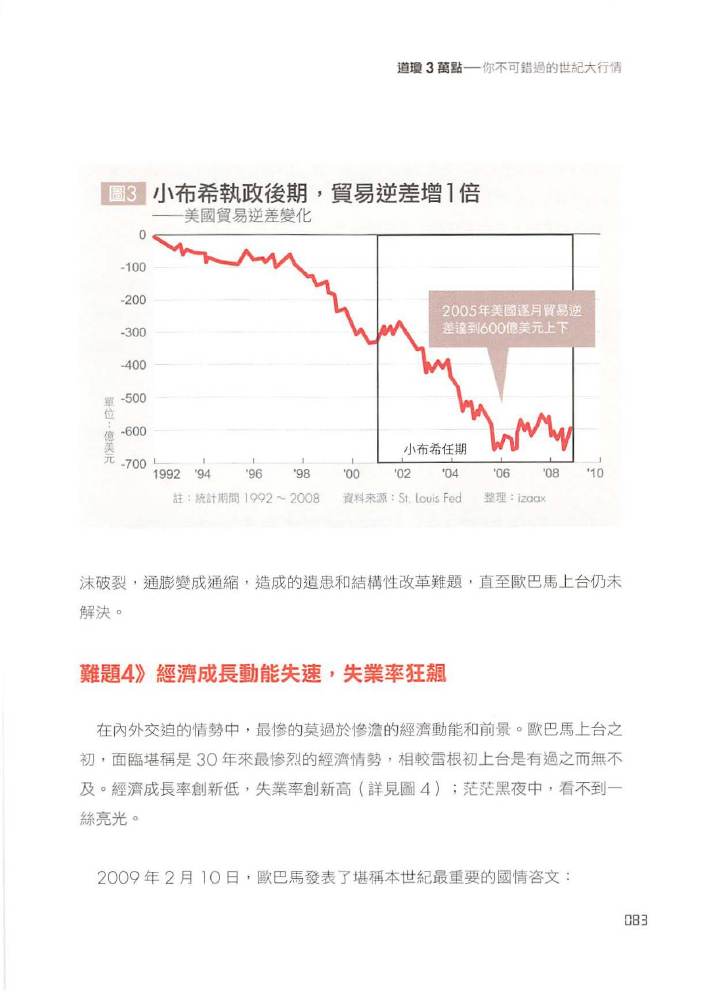 道瓊3萬點——你不可錯過的世紀大行情
圖3 小布希執政後期，貿易逆差增1倍
——美國貿易逆差變化
0
-100
-200
-300
-400
-500
-600
-700
單位：億美元
2005年美國逐月貿易逆
差達到600億美元上下
小布希任期
1992 '94 '96 '98 '00 '02 '04 '06 '08 '10
註：統計期間1992～2008 資料來源：St. Louis Fed 整理：izaax
沫破裂，通膨變成通縮，造成的遺患和結構性改革難題，直至歐巴馬上台仍未
解決。
難題4》經濟成長動能失速，失業率狂飆
在內外交迫的情勢中，最慘的莫過於慘澹的經濟動能和前景。歐巴馬上台之
初，面臨堪稱是30年來最慘烈的經濟情勢，相較雷根初上台是有過之而無不
及。經濟成長率創新低，失業率創新高（詳見圖4）；茫茫黑夜中，看不到一
絲亮光。
2009年2月10日，歐巴馬發表了堪稱本世紀最重要的國情咨文：
083